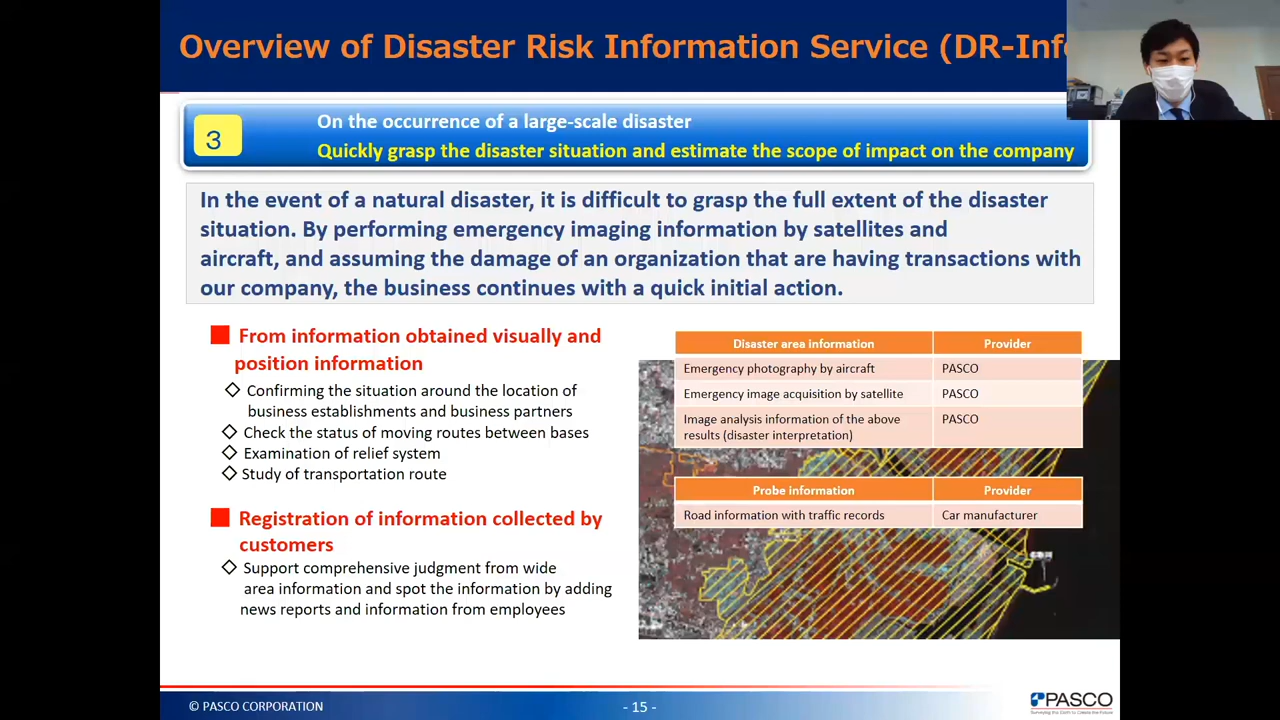 Overview of Disaster Risk Information Service (DR-Info
3
On the occurrence of a large-scale disaster
Quickly grasp the disaster situation and estimate the scope of impact on the company
In the event of a natural disaster, it is difficult to grasp the full extent of the disaster
situation. By performing emergency imaging information by satellites and
aircraft, and assuming the damage of an organization that are having transactions with
our company, the business continues with a quick initial action.
From information obtained visually and
position information
Confirming the situation around the location of
business establishments and business partners
Check the status of moving routes between bases
Examination of relief system
Study of transportation route
Registration of information collected by
customers
Support comprehensive judgment from wide
area information and spot the information by adding
news reports and information from employees
Disaster area information Provider
Emergency photography by aircraft PASCO
Emergency image acquisition by satellite PASCO
Image analysis information of the above PASCO
results (disaster interpretation)
Probe information Provider
Road information with traffic records Car manufacturer
© PASCO CORPORATION
- 15 -
PASCO
Surveying the Earth to Create the Future